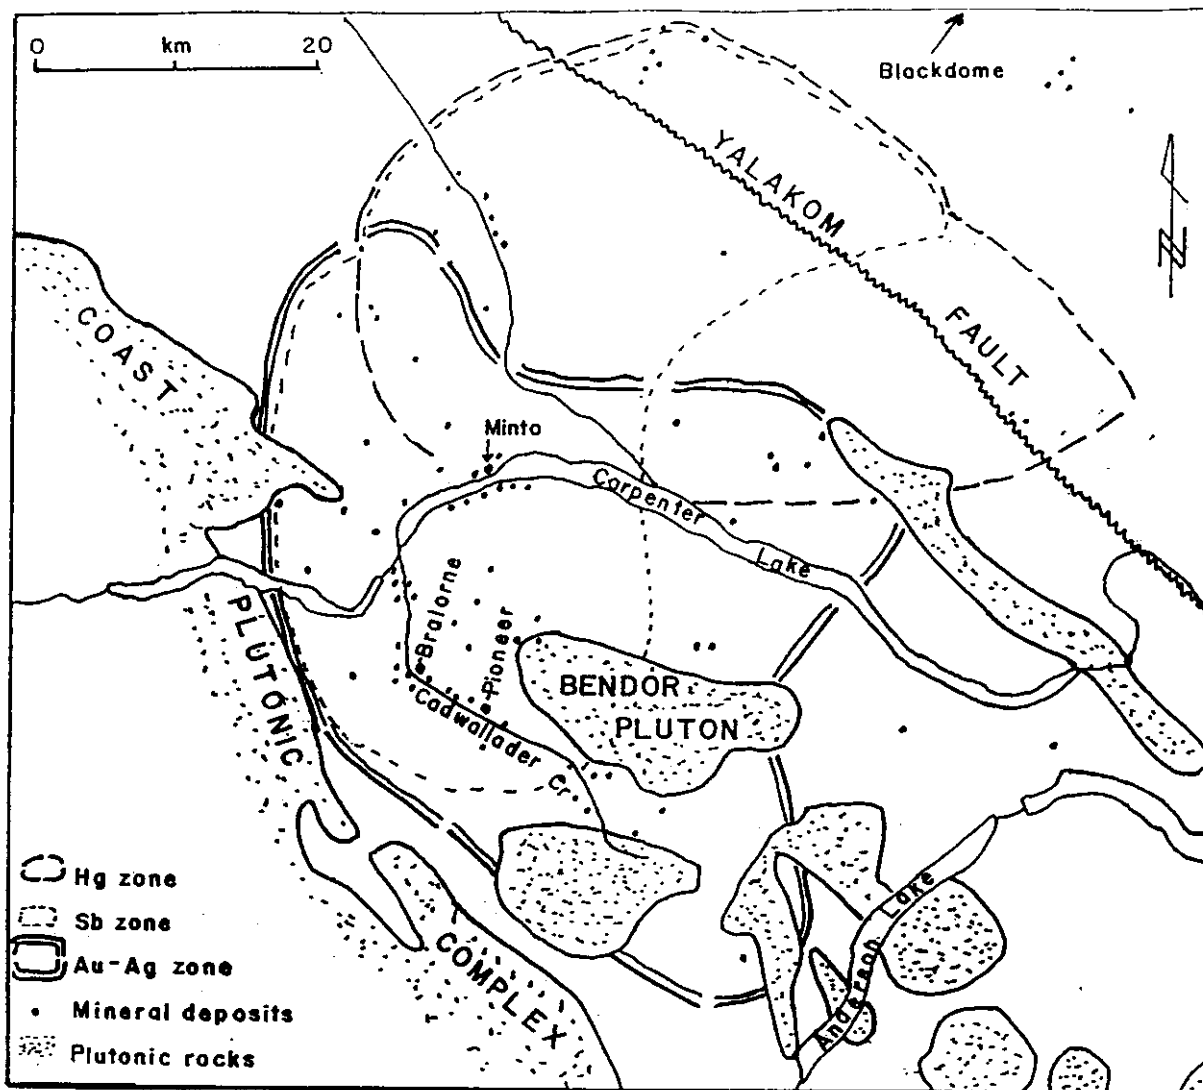 0 km 20
Blackdome
YALAKOM
FAULT
N
COAST
PLUTONIC
COMPLEX
Minto
Carpenter
Lake
Bralorne
Pioneer
Cadwallader Cr.
BENDOR
PLUTON
Anderson Lake
Hg zone
Sb zone
Au-Ag zone
Mineral deposits
Plutonic rocks